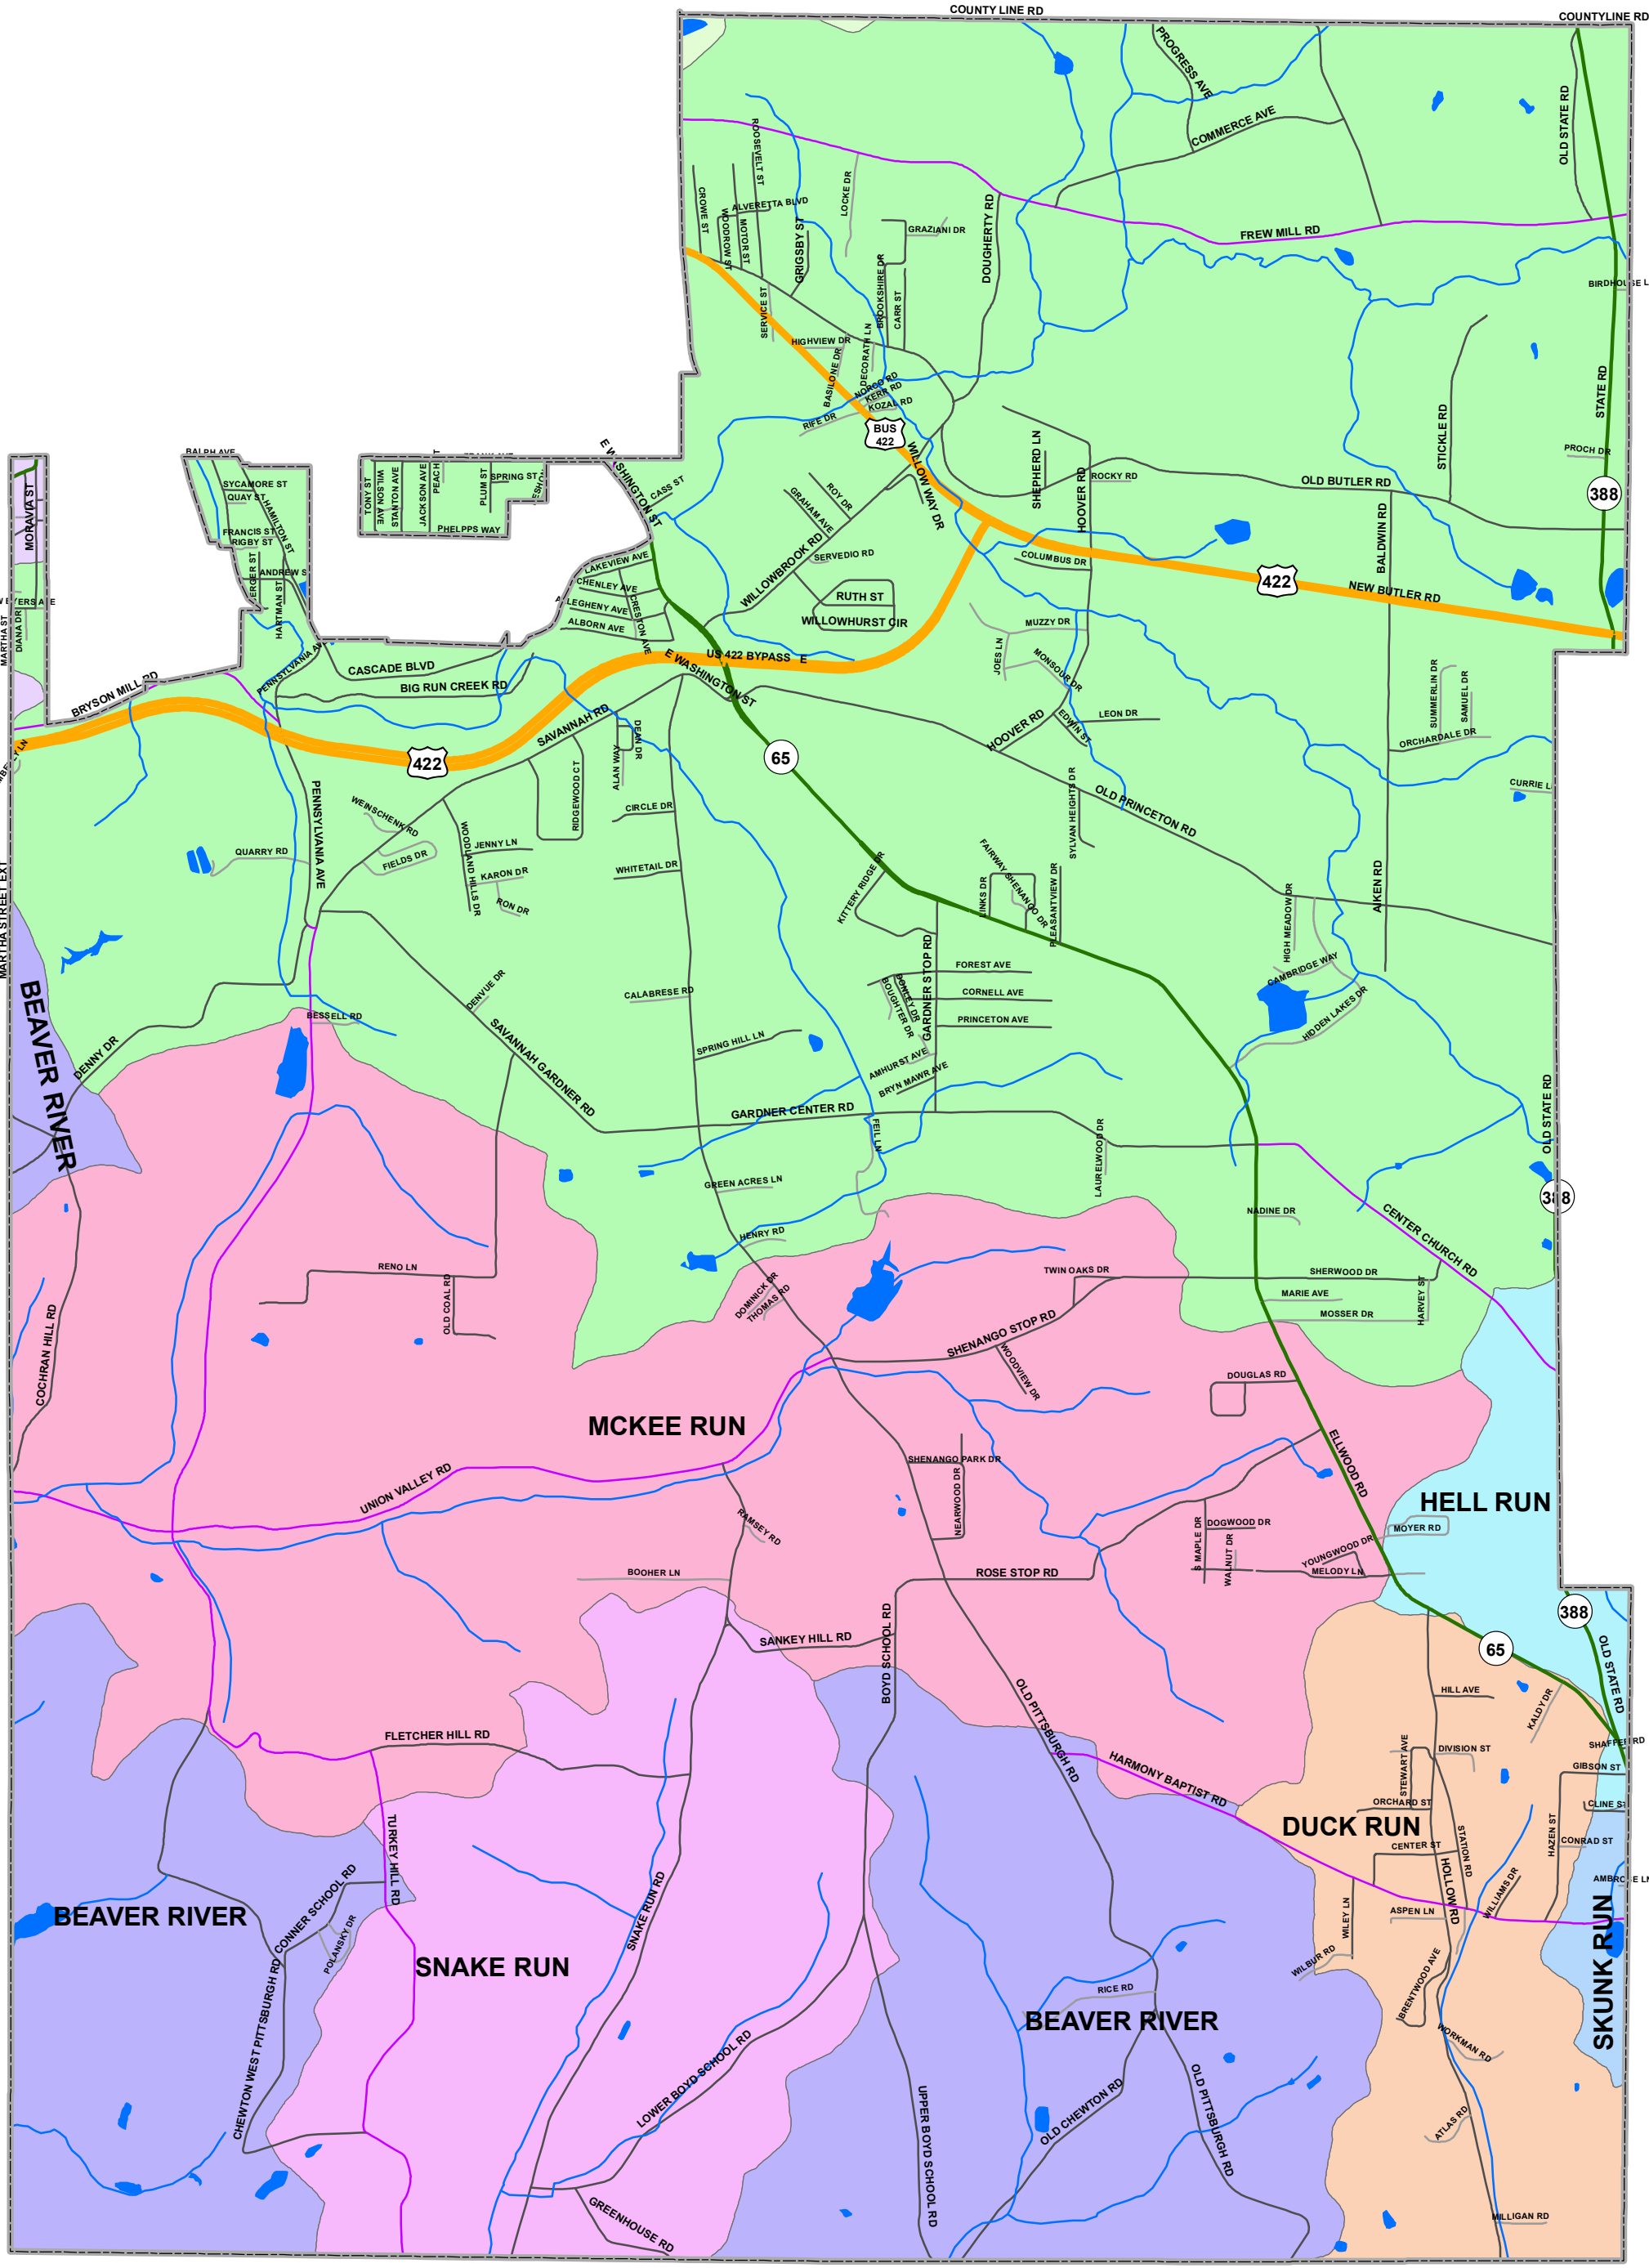 COUNTY LINE RD
COUNTYLINE RD
PROGRESS AVE
COMMERCE AVE
OLD STATE RD
ROOSEVELT ST
CROWE ST
WOODROW ST
MOTOR ST
ALVERETTA BLVD
GRIGSBY ST
LOCKE DR
GRAZIANI DR
DOUGHERTY RD
FREW MILL RD
BROOKSHIRE DR
CARR ST
SERVICE ST
HIGHVIEW DR
BASILONE DR
DECORATH LN
NORCO RD
KERR RD
KOZAL RD
RIFE DR
BUS
422
STATE RD
STICKLE RD
PROCH DR
388
WILLOW WAY DR
SHEPHERD LN
HOOVER RD
ROCKY RD
OLD BUTLER RD
BALDWIN RD
E WASHINGTON ST
CASS ST
ROY DR
GRAHAM AVE
WILLOWBROOK RD
SERVEDIO RD
COLUMBUS DR
422
NEW BUTLER RD
RALPH AVE
SYCAMORE ST
QUAY ST
HAMILTON ST
FRANCIS ST
RIGBY ST
HARTMAN ST
TONY ST
WILSON AVE
STANTON AVE
JACKSON AVE
PLUM ST
SPRING ST
PHELPPS WAY
MORAVIA ST
DIANA DR
MARTHA ST
LAKEVIEW AVE
CHENLEY AVE
ALLEGHENY AVE
ALBORN AVE
CRESTON AVE
RUTH ST
WILLOWHURST CIR
MUZZY DR
JOES LN
MONSOUR DR
US 422 BYPASS E
E WASHINGTON ST
PENNSYLVANIA AVE
CASCADE BLVD
BIG RUN CREEK RD
BRYSON MILL RD
422
SAVANNAH RD
DEAN DR
ALAN WAY
RIDGEWOOD CT
65
HOOVER RD
EDWIN ST
LEON DR
SUMMERLIN DR
SAMUEL DR
ORCHARDALE DR
OLD PRINCETON RD
SYLVAN HEIGHTS DR
PENNSYLVANIA AVE
WEINSCHENK RD
FIELDS DR
QUARRY RD
WOODLAND HILLS DR
JENNY LN
KARON DR
RON DR
CIRCLE DR
WHITETAIL DR
KITTERY RIDGE DR
LINKS DR
FAIRWAY
SHENANGO DR
PLEASANTVIEW DR
HIGH MEADOW DR
AIKEN RD
MARTHA STREET EXT
CAMBRIDGE WAY
HIDDEN LAKES DR
GARDNER STOP RD
FOREST AVE
CORNELL AVE
PRINCETON AVE
BOUGHTER DR
AMHURST AVE
BRYN MAWR AVE
DENVUE DR
CALABRESE RD
SPRING HILL LN
BEAVER RIVER
BESSELL RD
DENNY DR
SAVANNAH GARDNER RD
GARDNER CENTER RD
FEIL LN
LAURELWOOD DR
OLD STATE RD
388
GREEN ACRES LN
HENRY RD
NADINE DR
CENTER CHURCH RD
RENO LN
OLD COAL RD
DOMINICK DR
THOMAS RD
TWIN OAKS DR
SHERWOOD DR
MARIE AVE
MOSSER DR
HARVEY ST
COCHRAN HILL RD
SHENANGO STOP RD
WOODVIEW DR
DOUGLAS RD
MCKEE RUN
ELLWOOD RD
UNION VALLEY RD
SHENANGO PARK DR
NEARWOOD DR
HELL RUN
RAMSEY RD
S MAPLE DR
DOGWOOD DR
WALNUT DR
YOUNGWOOD DR
MELODY LN
MOYER RD
BOOHER LN
ROSE STOP RD
388
SANKEY HILL RD
BOYD SCHOOL RD
65
OLD STATE RD
HILL AVE
KALDY DR
OLD PITTSBURGH RD
FLETCHER HILL RD
STEWART AVE
DIVISION ST
GIBSON ST
HARMONY BAPTIST RD
ORCHARD ST
DUCK RUN
CENTER ST
STATION RD
HAZEN ST
CONRAD ST
TURKEY HILL RD
CONNER SCHOOL RD
POLANSKY DR
BEAVER RIVER
SNAKE RUN RD
SNAKE RUN
HOLLOW RD
WILLIAMS DR
ASPEN LN
WILEY LN
WILBUR RD
SKUNK RUN
BRENTWOOD AVE
RICE RD
BEAVER RIVER
WORKMAN RD
CHEWTON WEST PITTSBURGH RD
LOWER BOYD SCHOOL RD
UPPER BOYD SCHOOL RD
OLD CHEWTON RD
OLD PITTSBURGH RD
ATLAS RD
GREENHOUSE RD
MILLIGAN RD